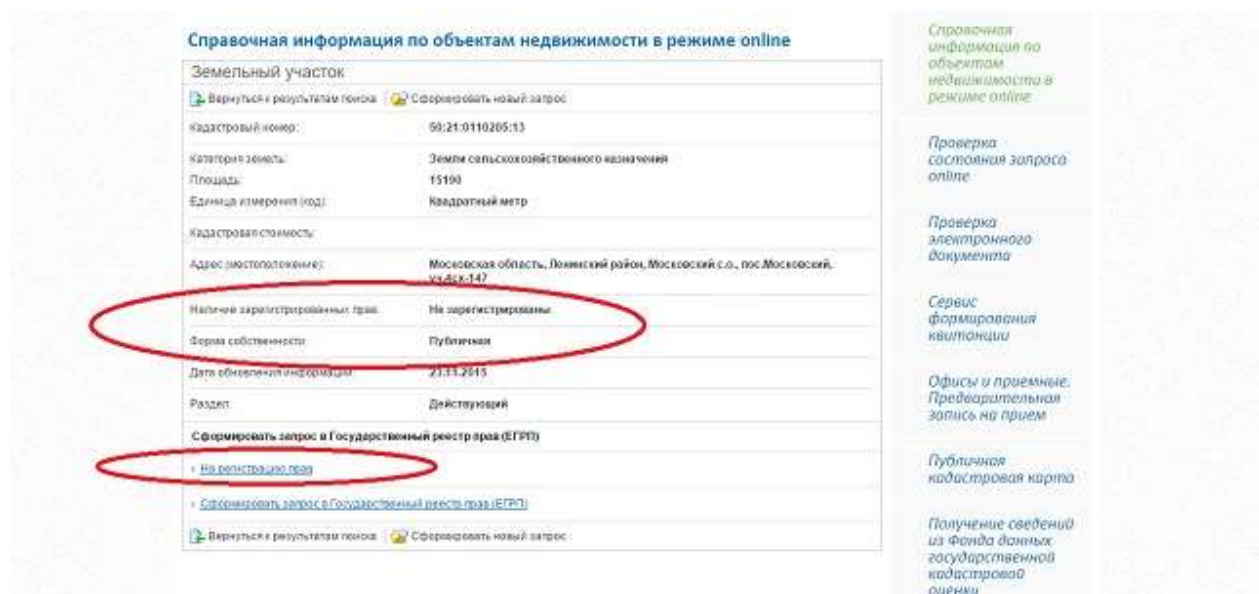 Справочная информация по объектам недвижимости в режиме online
Земельный участок
Вернуться к результатам поиска Сформировать новый запрос
Кадастровый номер: 50:21:0110205:13
Категория земель: Земли сельскохозяйственного назначения
Площадь: 15190
Единица измерения (код): Квадратный метр
Кадастровая стоимость:
Адрес (местоположение): Московская область, Ленинский район, Московский с.о., пос.Московский,
уч.4сх-147
Наличие зарегистрированных прав: Не зарегистрированы
Форма собственности: Публичная
Дата обновления информации: 23.11.2015
Раздел: Действующий
Сформировать запрос в Государственный реестр прав (ЕГРП)
На регистрацию прав
Сформировать запрос в Государственный реестр прав (ЕГРП)
Вернуться к результатам поиска Сформировать новый запрос
Справочная
информация по
объектам
недвижимости в
режиме online
Проверка
состояния запроса
online
Проверка
электронного
документа
Сервис
формирования
квитанции
Офисы и приемные.
Предварительная
запись на прием
Публичная
кадастровая карта
Получение сведений
из Фонда данных
государственной
кадастровой
оценки